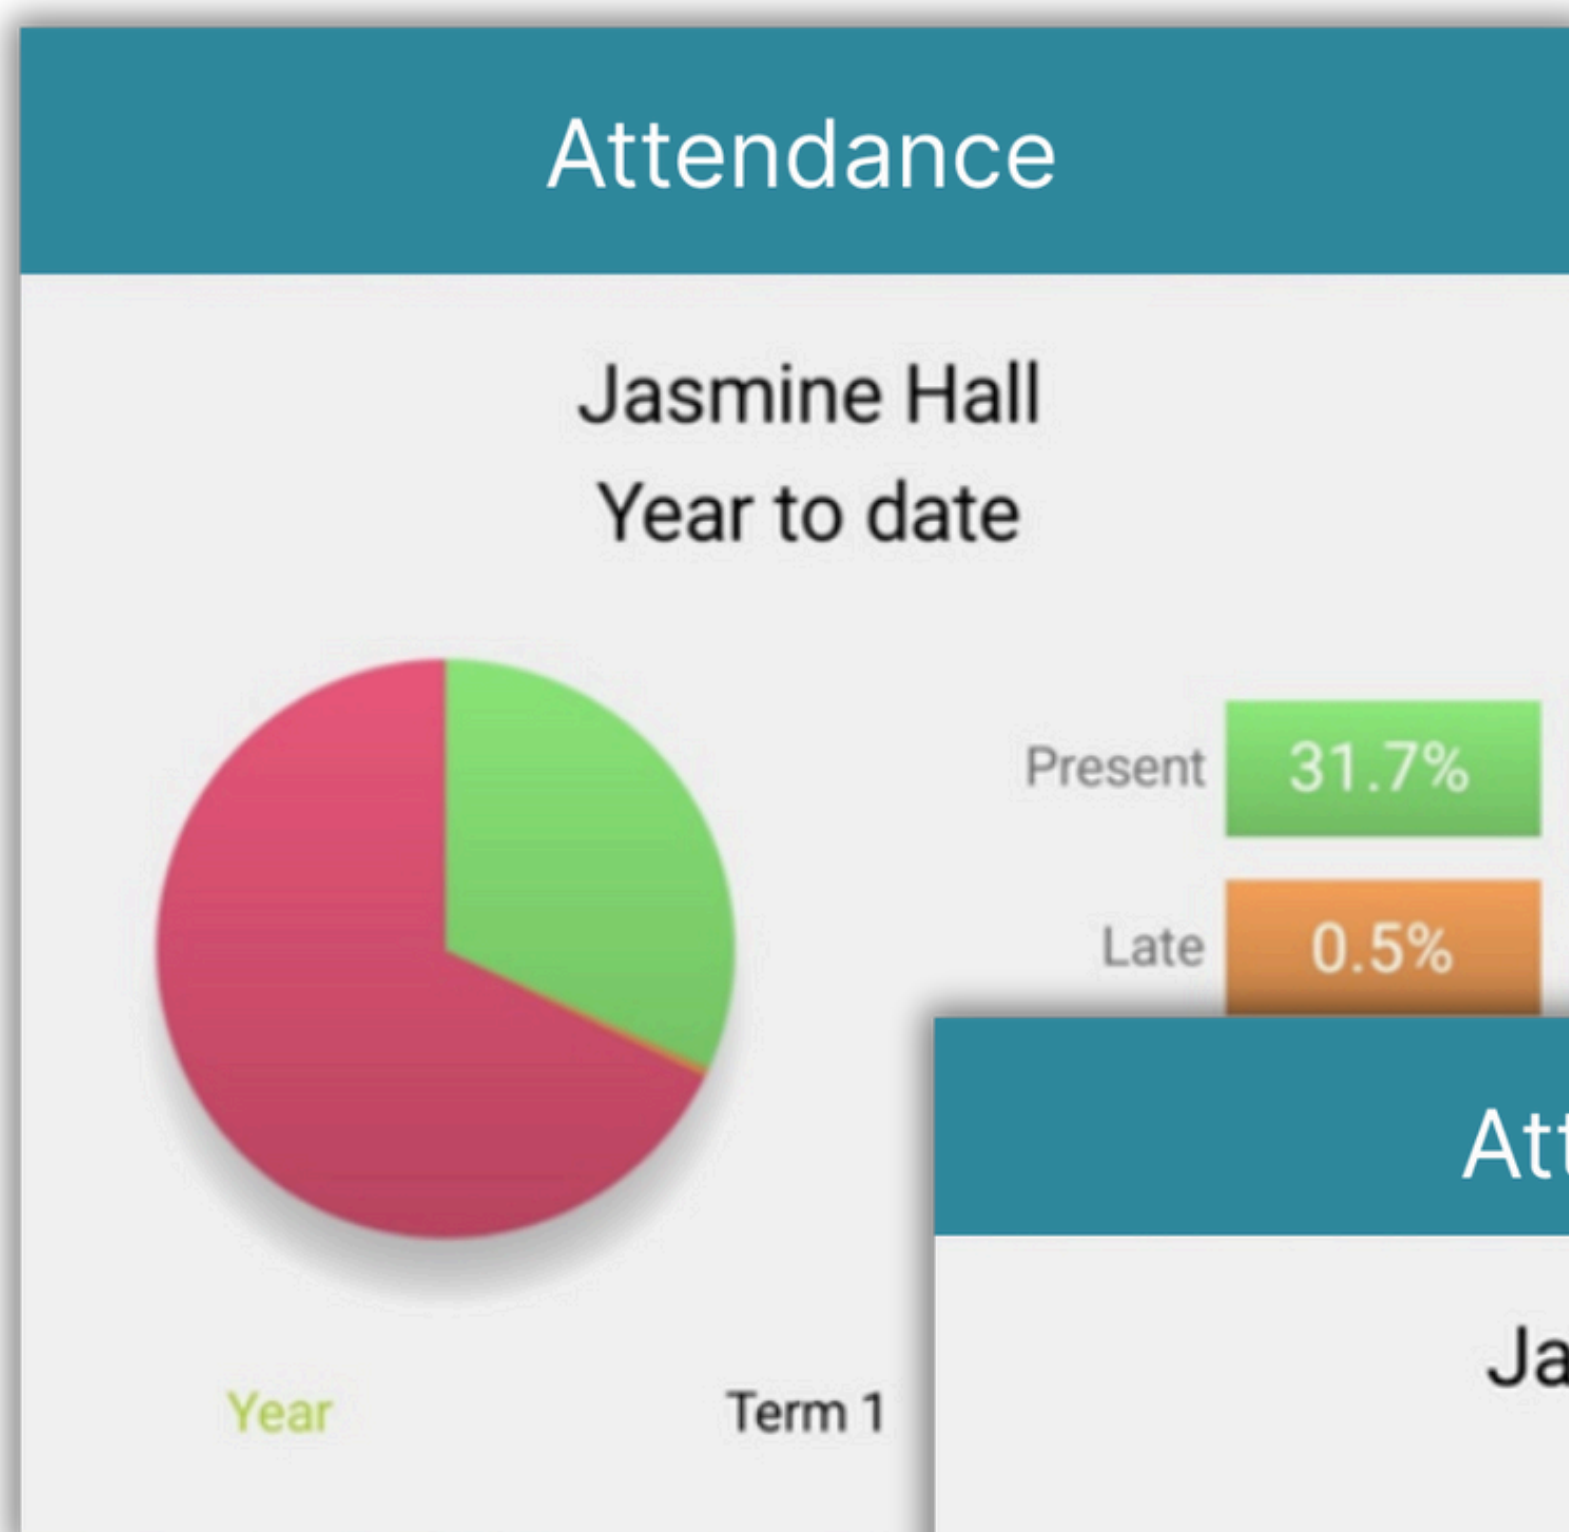 Attendance
Jasmine Hall
Year to date
Present 31.7%
Late 0.5%
Year Term 1
Att
Ja